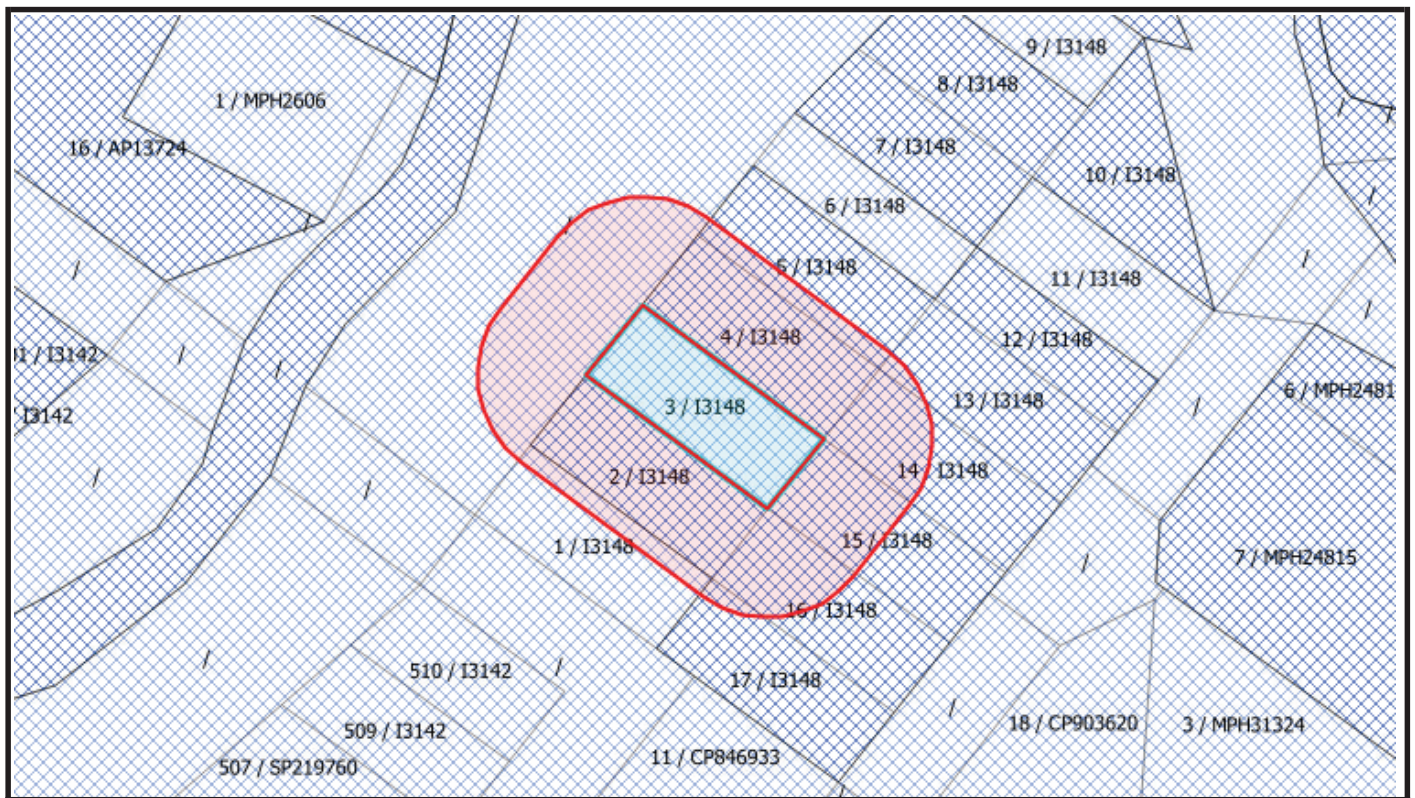 9 / I3148
8 / I3148
1 / MPH2606
7 / I3148
16 / AP13724
10 / I3148
/
/
/
6 / I3148
/
/
/
/
5 / I3148
11 / I3148
/
4 / I3148
12 / I3148
/
01 / I3142
/
/
6 / MPH2481
3 / I3148
13 / I3148
/
/ I3142
/
2 / I3148
14 / I3148
/
15 / I3148
1 / I3148
7 / MPH24815
/
16 / I3148
/
510 / I3142
/
17 / I3148
/
18 / CP903620
3 / MPH31324
509 / I3142
11 / CP846933
507 / SP219760
/